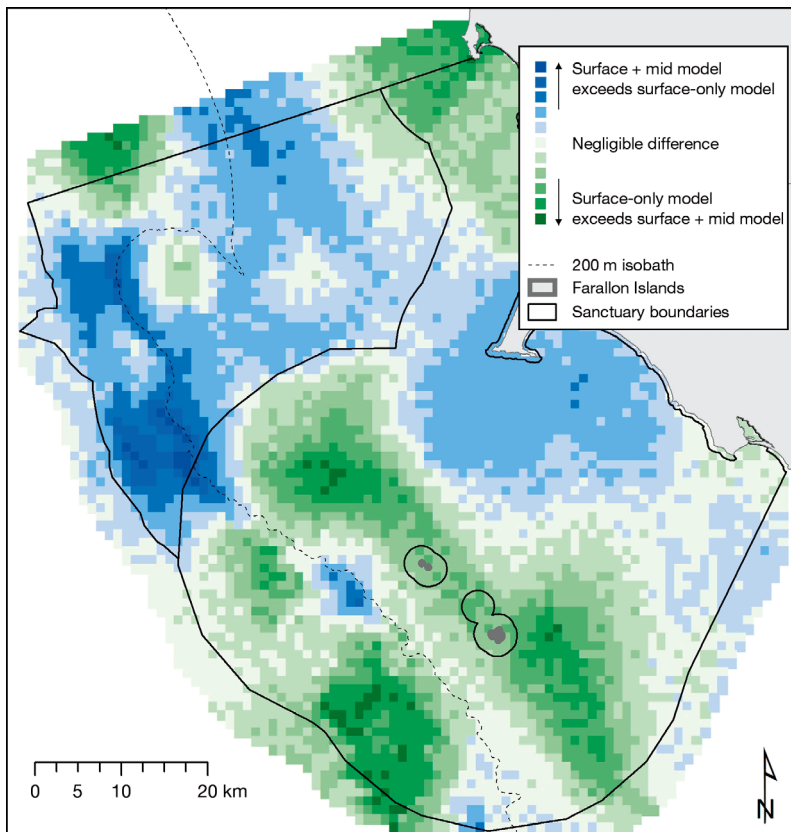 Surface + mid model
exceeds surface-only model
Negligible difference
Surface-only model
exceeds surface + mid model
200 m isobath
Farallon Islands
Sanctuary boundaries
0 5 10 20 km
N